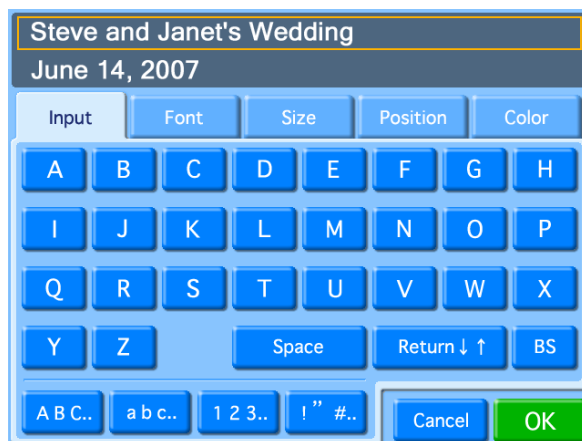 Steve and Janet's Wedding
June 14, 2007
Input Font Size Position Color
A B C D E F G H
I J K L M N O P
Q R S T U V W X
Y Z Space Return↓↑ BS
A B C.. a b c.. 1 2 3.. !” #..
Cancel OK